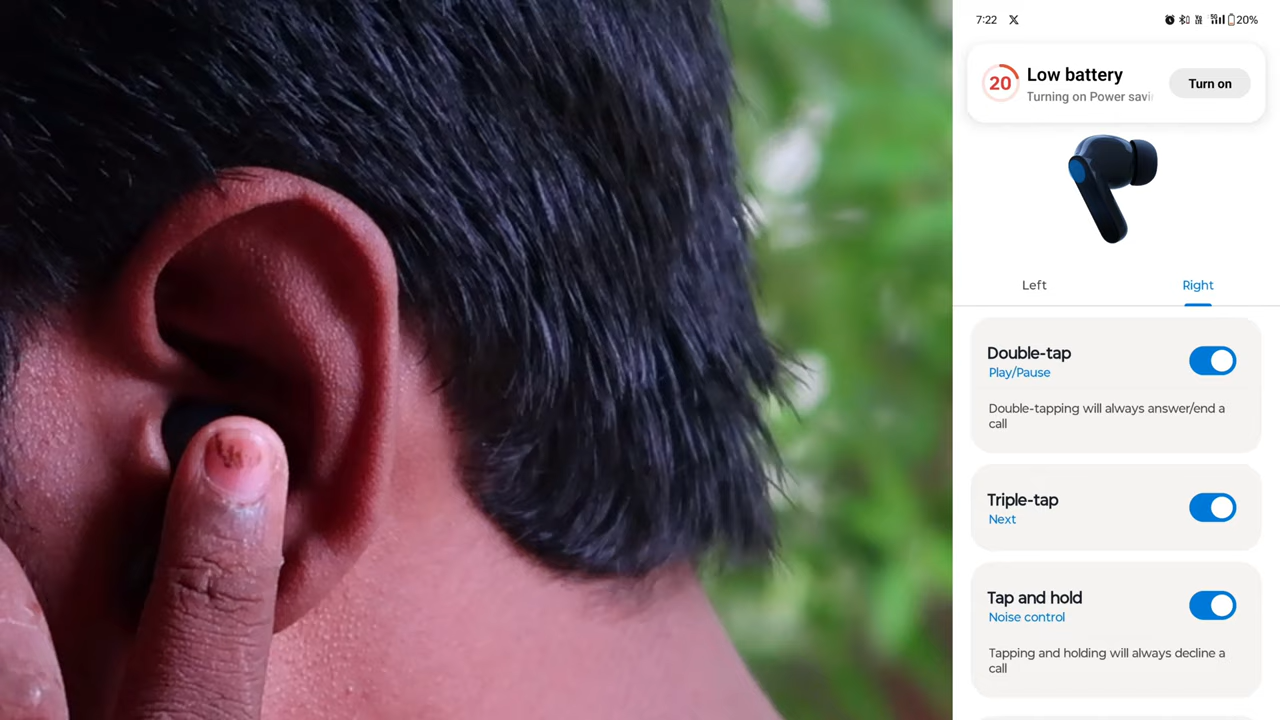 7:22
20%
20
Low battery
Turning on Power savi
Turn on
Left
Right
Double-tap
Play/Pause
Double-tapping will always answer/end a
call
Triple-tap
Next
Tap and hold
Noise control
Tapping and holding will always decline a
call